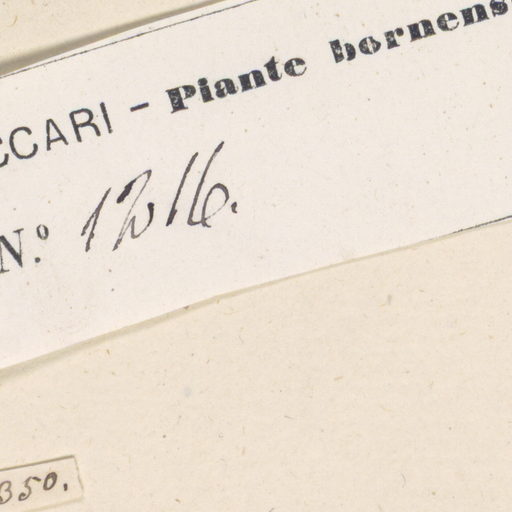 CCARI - Piante bornens
N.º 1216.
350.